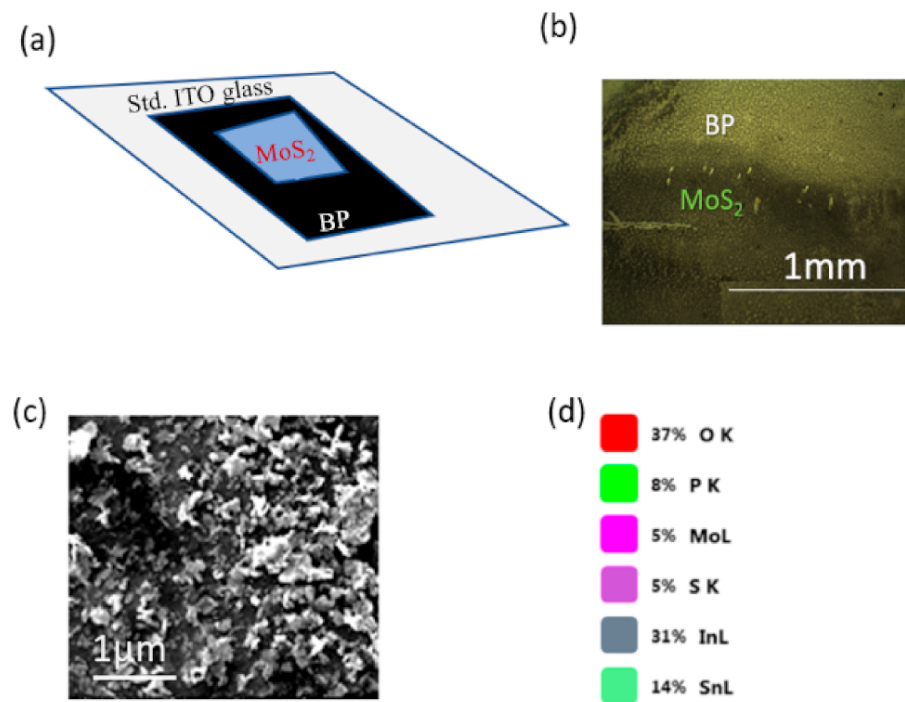 (a)
Std. ITO glass
MoS₂
BP
(b)
BP
MoS₂
1mm
(c)
1µm
(d)
37% O K
8% P K
5% MoL
5% S K
31% InL
14% SnL